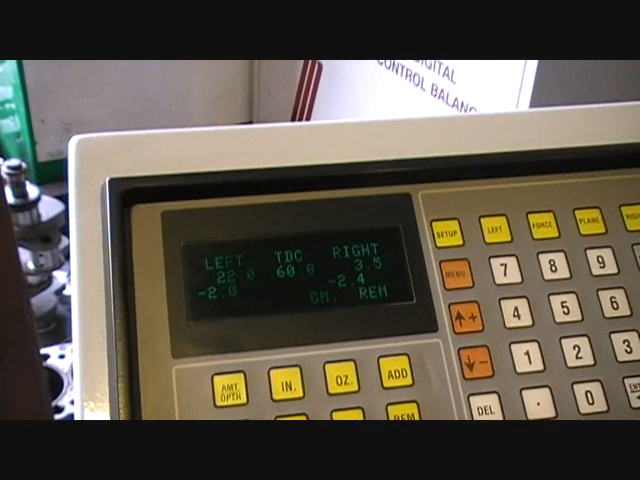 DIGITAL
CONTROL BALANC
LEFT TDC RIGHT
22.0 60.0 3.5
-2.0 -2.4
GM. REM
SETUP LEFT FORCE PLANE RIGH
MENU 7 8 9
+ 4 5 6
- 1 2 3
DEL . 0 ENT
AMT. DPTH IN. OZ. ADD
REM